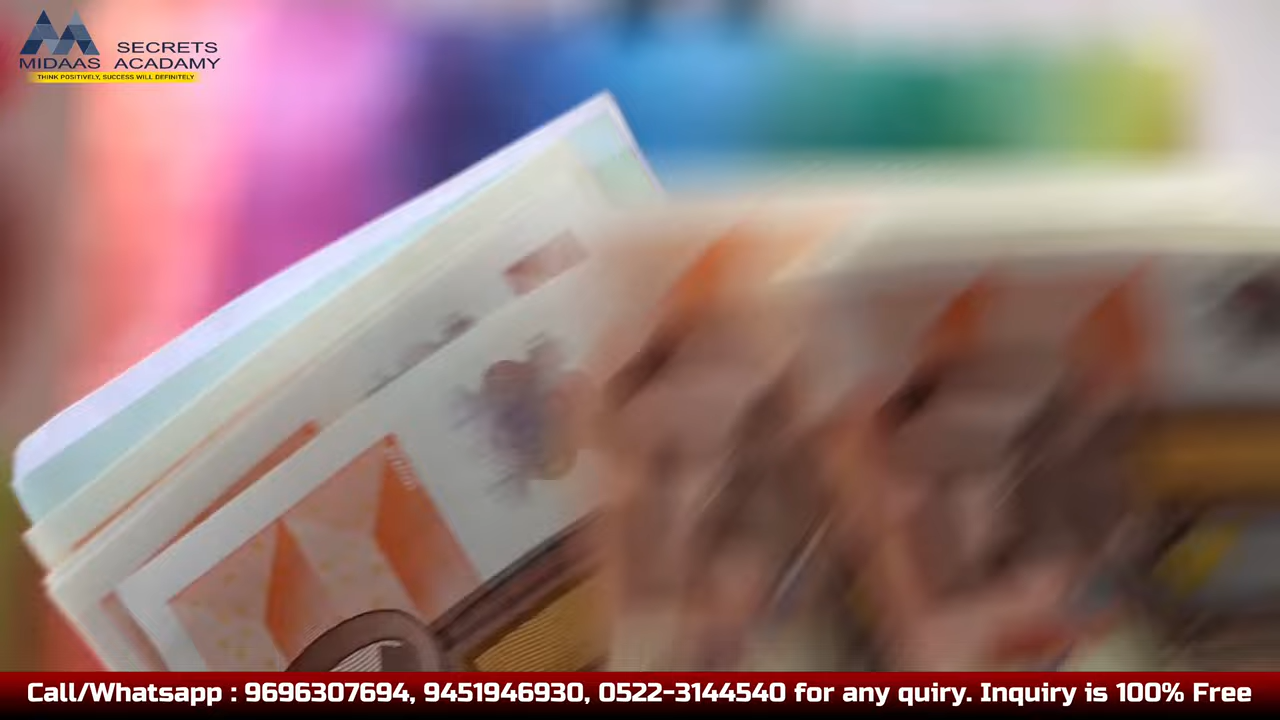 SECRETS
MIDAAS ACADAMY
THINK POSITIVELY, SUCCESS WILL DEFINITELY
Call/Whatsapp : 9696307694, 9451946930, 0522-3144540 for any quiry. Inquiry is 100% Free